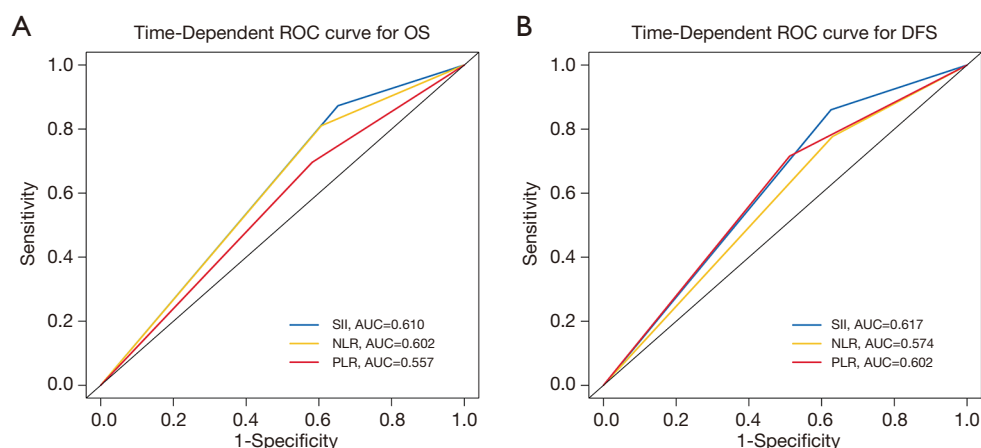 A
Time-Dependent ROC curve for OS
1.0
0.8
0.6
0.4
0.2
0.0
Sensitivity
SII, AUC=0.610
NLR, AUC=0.602
PLR, AUC=0.557
0.0 0.2 0.4 0.6 0.8 1.0
1-Specificity
B
Time-Dependent ROC curve for DFS
1.0
0.8
0.6
0.4
0.2
0.0
Sensitivity
SII, AUC=0.617
NLR, AUC=0.574
PLR, AUC=0.602
0.0 0.2 0.4 0.6 0.8 1.0
1-Specificity